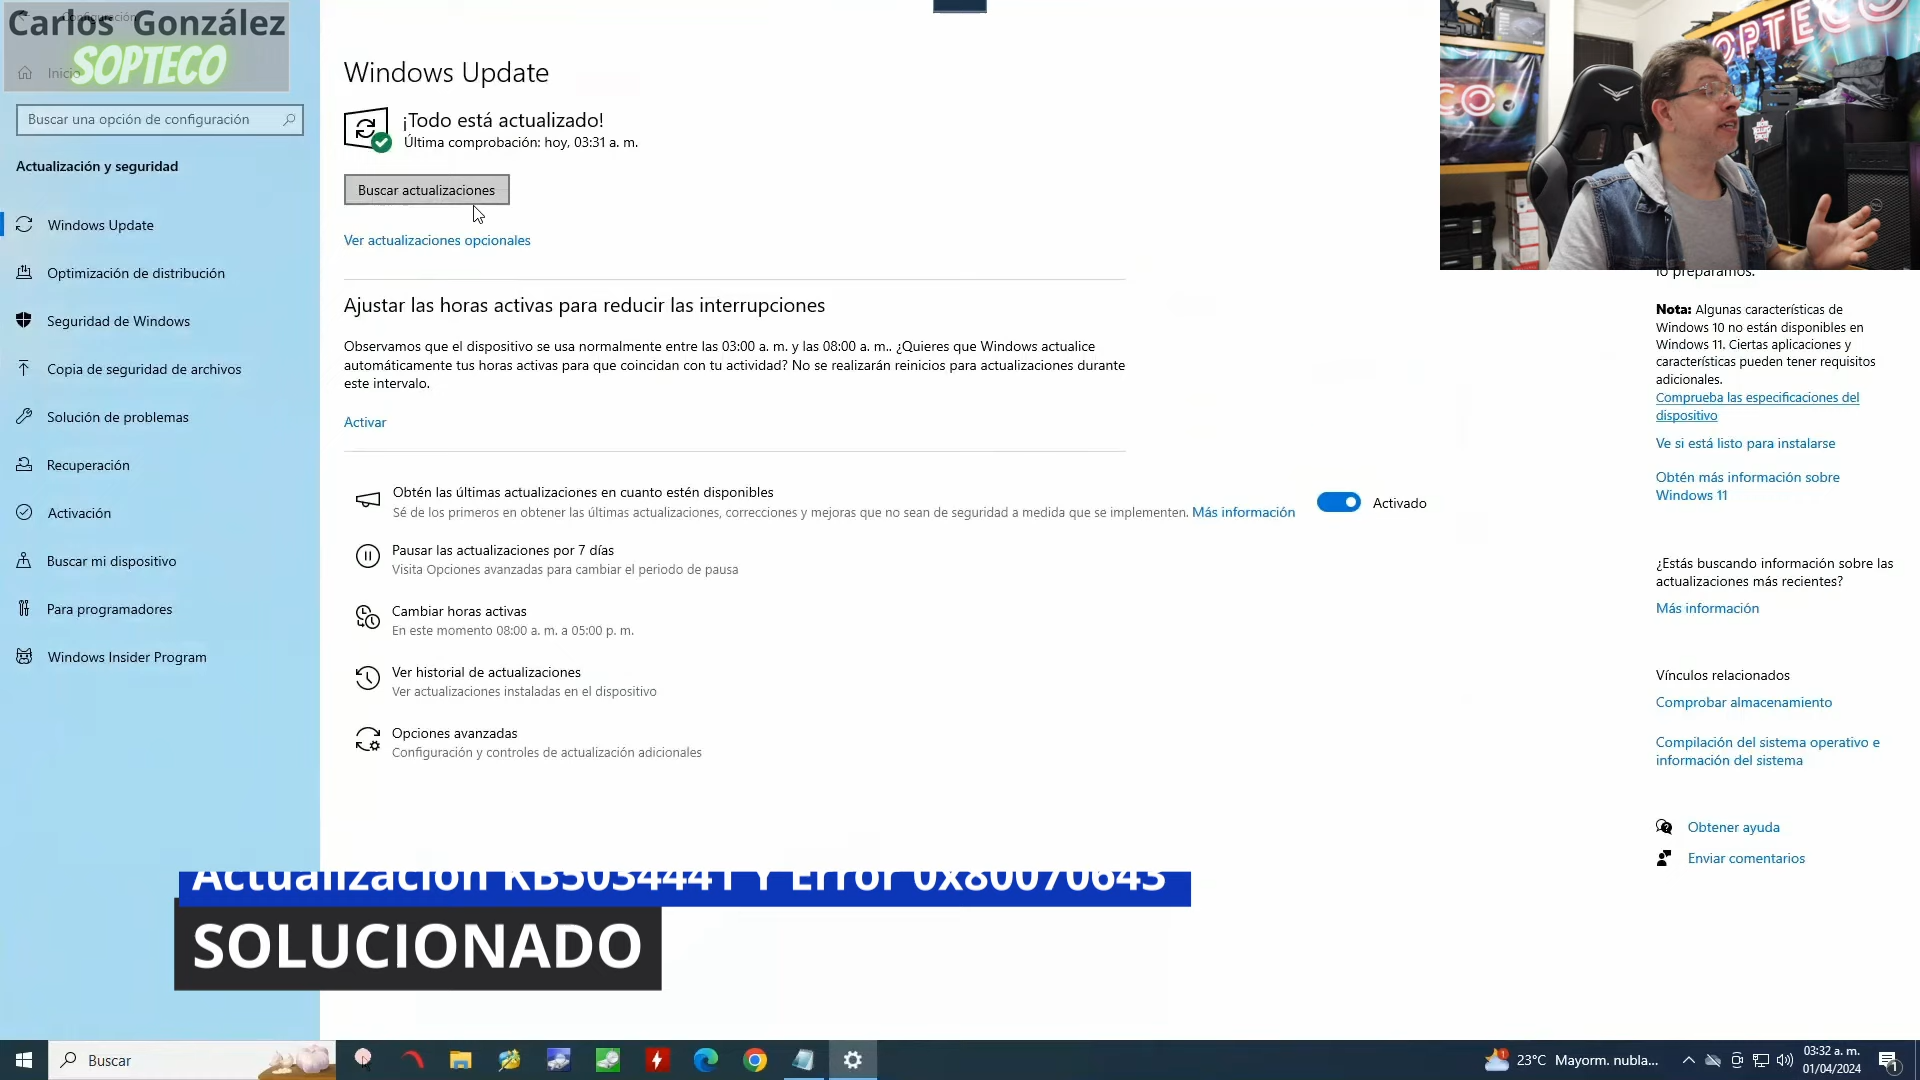 Carlos González
SOPTECO
Configuración
Inicio
Buscar una opción de configuración
Actualización y seguridad
Windows Update
Optimización de distribución
Seguridad de Windows
Copia de seguridad de archivos
Solución de problemas
Recuperación
Activación
Buscar mi dispositivo
Para programadores
Windows Insider Program
Windows Update
¡Todo está actualizado!
Última comprobación: hoy, 03:31 a. m.
Buscar actualizaciones
Ver actualizaciones opcionales
Ajustar las horas activas para reducir las interrupciones
Observamos que el dispositivo se usa normalmente entre las 03:00 a. m. y las 08:00 a. m.. ¿Quieres que Windows actualice
automáticamente tus horas activas para que coincidan con tu actividad? No se realizarán reinicios para actualizaciones durante
este intervalo.
Activar
Obtén las últimas actualizaciones en cuanto estén disponibles
Sé de los primeros en obtener las últimas actualizaciones, correcciones y mejoras que no sean de seguridad a medida que se implementen. Más información
Activado
Pausar las actualizaciones por 7 días
Visita Opciones avanzadas para cambiar el periodo de pausa
Cambiar horas activas
En este momento 08:00 a. m. a 05:00 p. m.
Ver historial de actualizaciones
Ver actualizaciones instaladas en el dispositivo
Opciones avanzadas
Configuración y controles de actualización adicionales
lo preparamos.
Nota: Algunas características de
Windows 10 no están disponibles en
Windows 11. Ciertas aplicaciones y
características pueden tener requisitos
adicionales.
Comprueba las especificaciones del
dispositivo
Ve si está listo para instalarse
Obtén más información sobre
Windows 11
¿Estás buscando información sobre las
actualizaciones más recientes?
Más información
Vínculos relacionados
Comprobar almacenamiento
Compilación del sistema operativo e
información del sistema
Obtener ayuda
Enviar comentarios
Actualización KB5034441 Y Error 0x80070643
SOLUCIONADO
Buscar
23°C Mayorm. nubla...
03:32 a. m.
01/04/2024